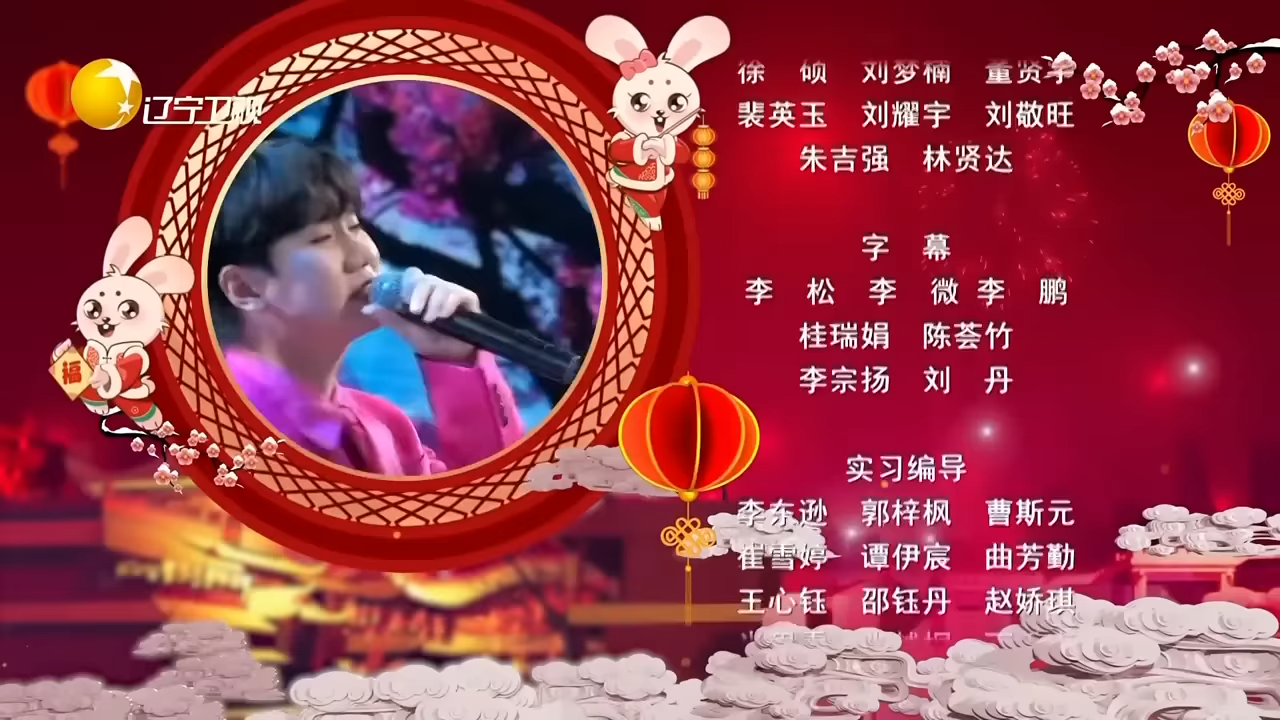 辽宁卫视
徐 硕 刘梦楠 董贤宇
裴英玉 刘耀宇 刘敬旺
朱吉强 林贤达
字 幕
李 松 李 微 李 鹏
桂瑞娟 陈荟竹
李宗扬 刘 丹
福
实习编导
李东逊 郭梓枫 曹斯元
崔雪婷 谭伊宸 曲芳勤
王心钰 邵钰丹 赵娇琪